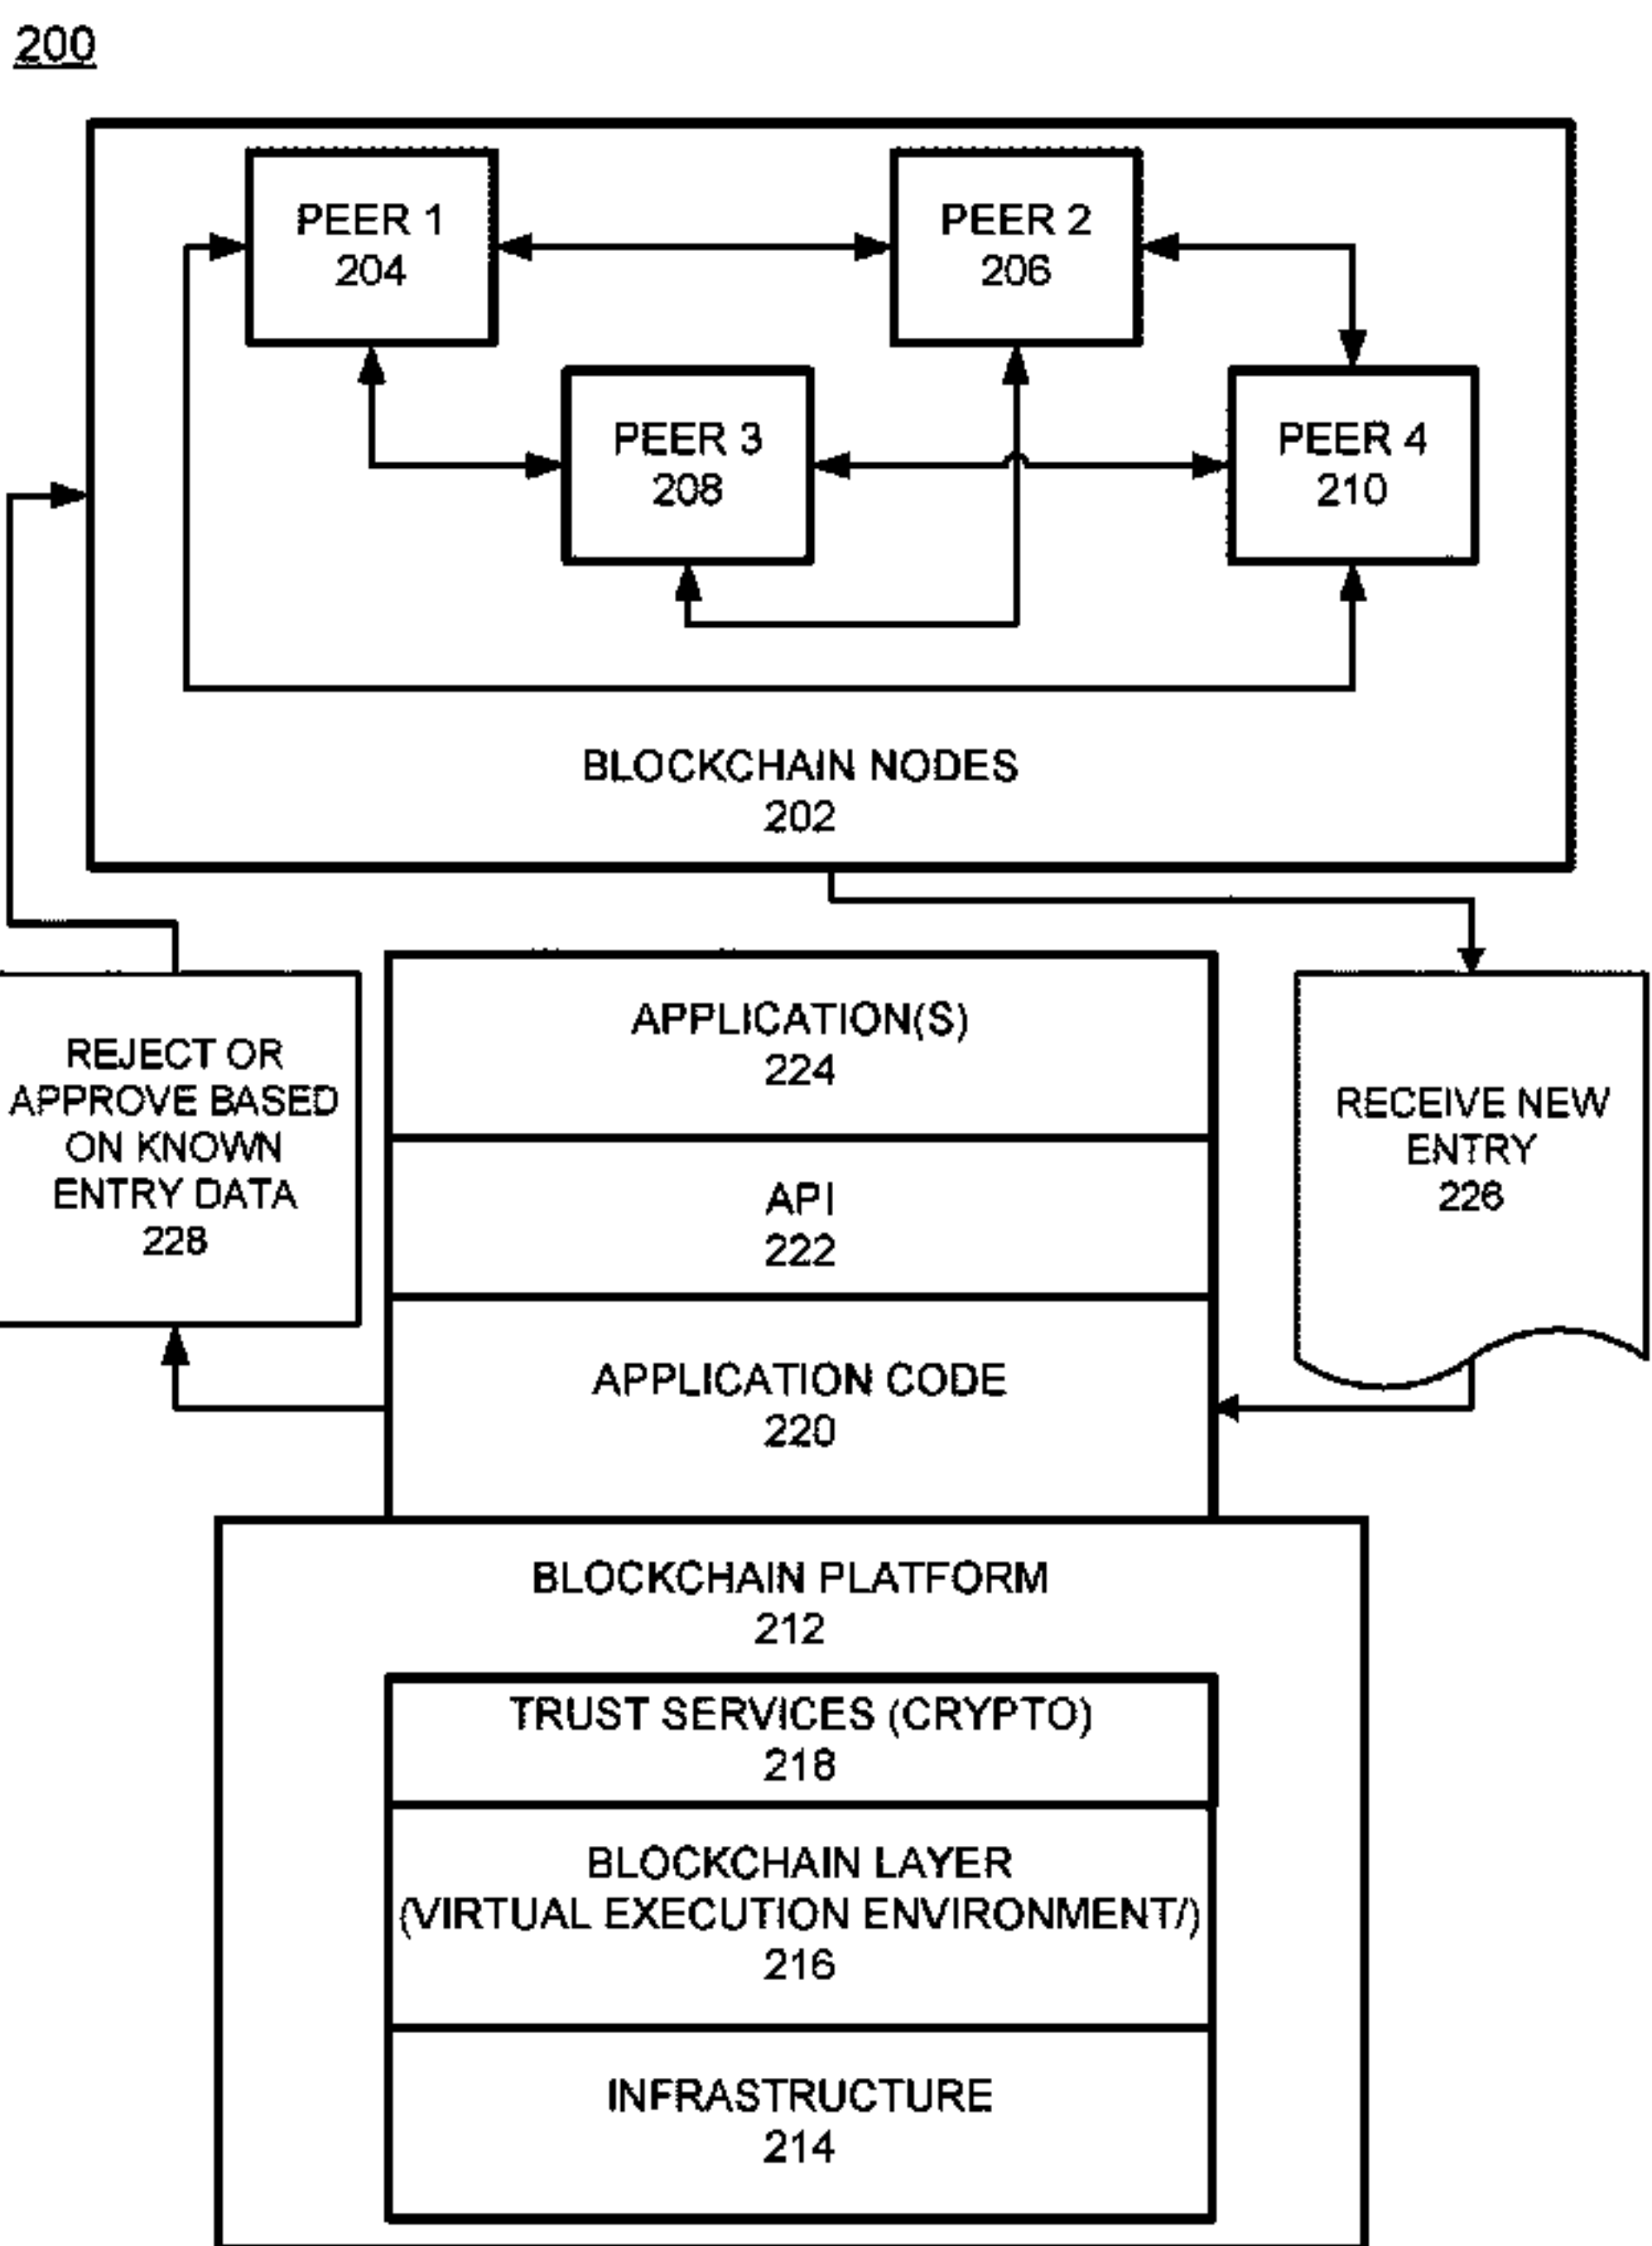 200
PEER 1
204
PEER 2
206
PEER 3
208
PEER 4
210
BLOCKCHAIN NODES
202
APPLICATION(S)
224
REJECT OR
APPROVE BASED
ON KNOWN
ENTRY DATA
228
RECEIVE NEW
ENTRY
226
API
222
APPLICATION CODE
220
BLOCKCHAIN PLATFORM
212
TRUST SERVICES (CRYPTO)
218
BLOCKCHAIN LAYER
(VIRTUAL EXECUTION ENVIRONMENT/)
216
INFRASTRUCTURE
214